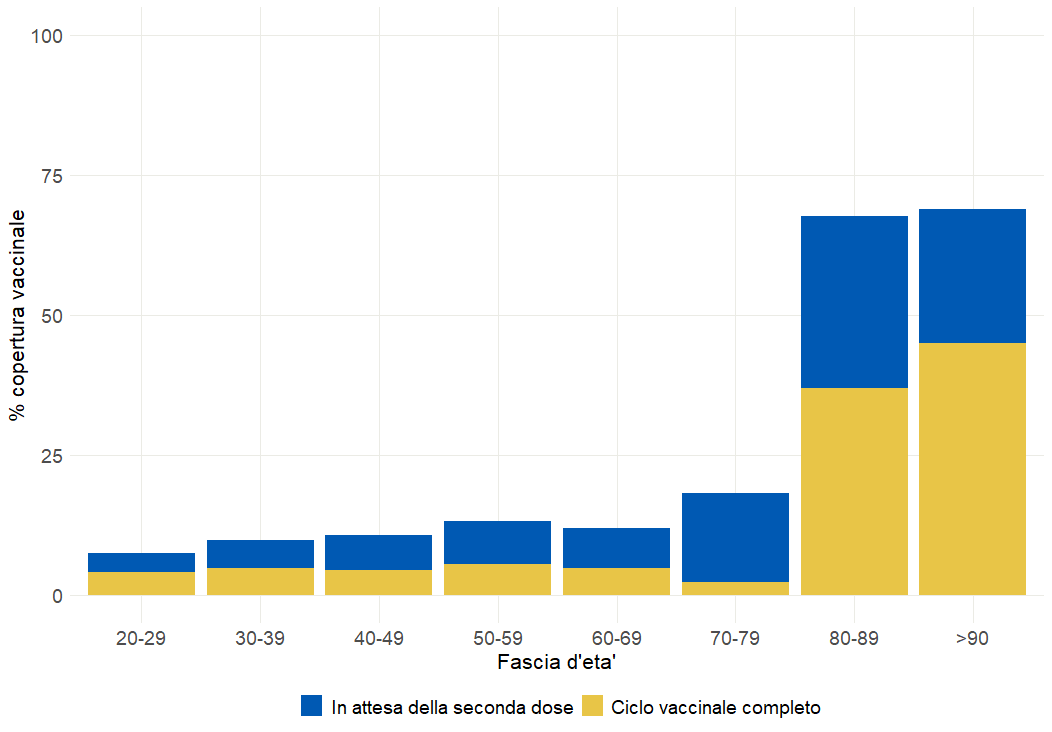 100
75
50
25
0
% copertura vaccinale
20-29 30-39 40-49 50-59 60-69 70-79 80-89 >90
Fascia d'eta'
In attesa della seconda dose Ciclo vaccinale completo